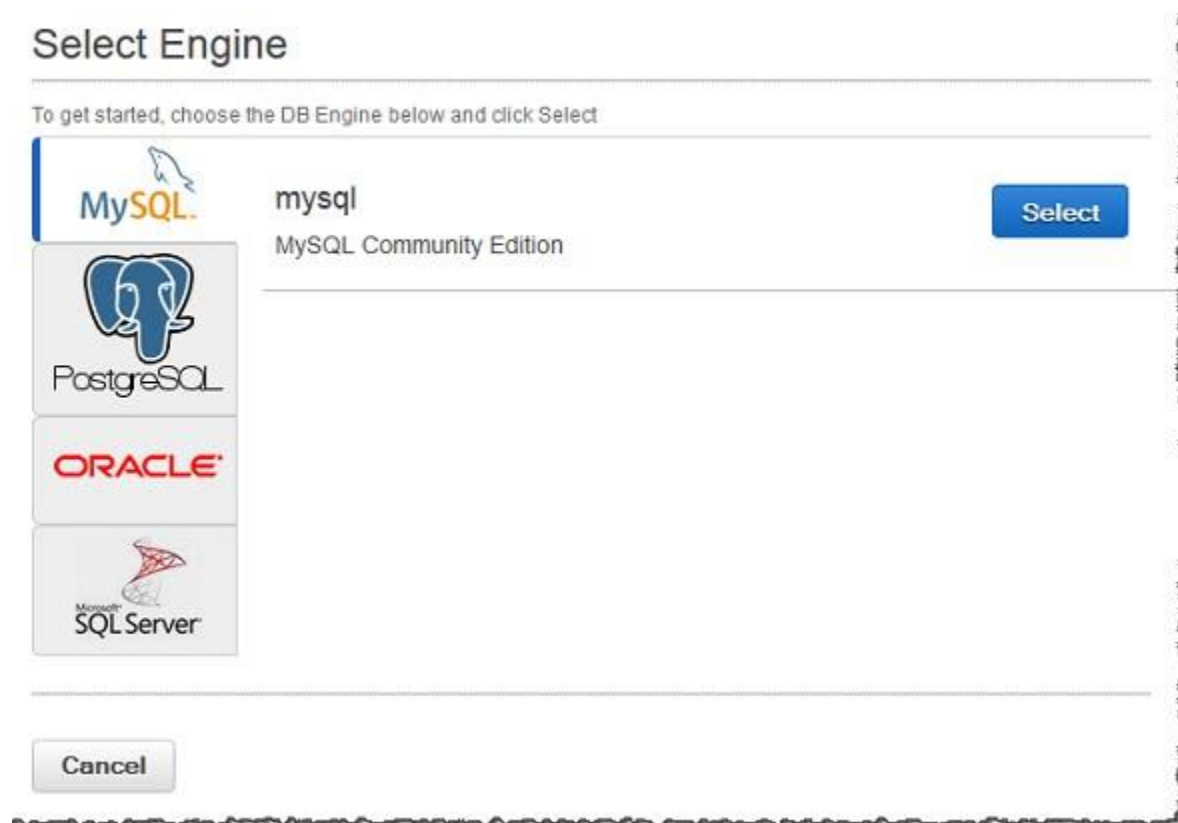 Select Engine
To get started, choose the DB Engine below and click Select
MySQL™
mysql
MySQL Community Edition
Select
PostgreSQL
ORACLE®
Microsoft®
SQL Server®
Cancel